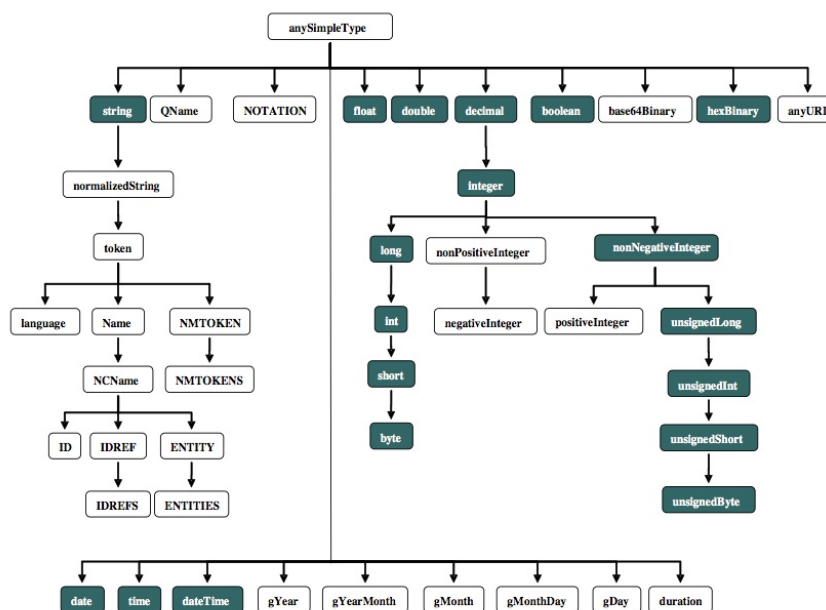 anySimpleType
string QName NOTATION float double decimal boolean base64Binary hexBinary anyURI
normalizedString integer
token long nonPositiveInteger nonNegativeInteger
language Name NMTOKEN int negativeInteger positiveInteger unsignedLong
NCName NMTOKENS short unsignedInt
ID IDREF ENTITY byte unsignedShort
IDREFS ENTITIES unsignedByte
date time dateTime gYear gYearMonth gMonth gMonthDay gDay duration